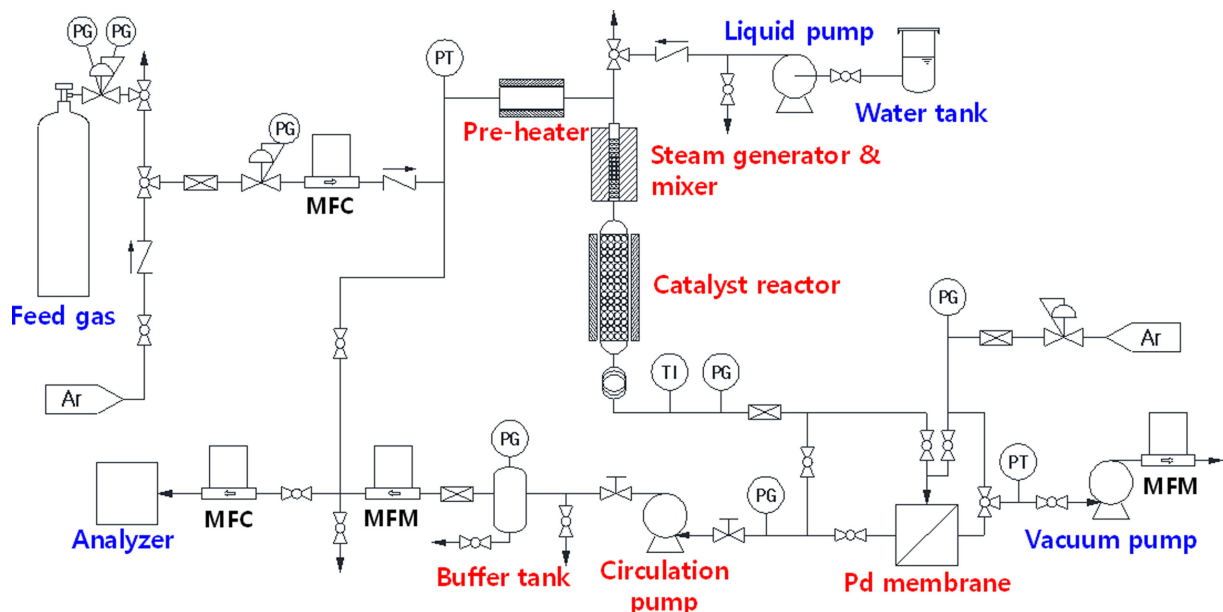 PG
PG
Liquid pump
PT
Water tank
Pre-heater
PG
Steam generator &
mixer
MFC
Catalyst reactor
PG
Feed gas
Ar
Ar
TI
PG
PG
PT
MFM
PG
MFC
MFM
Analyzer
Buffer tank
Circulation
pump
Pd membrane
Vacuum pump